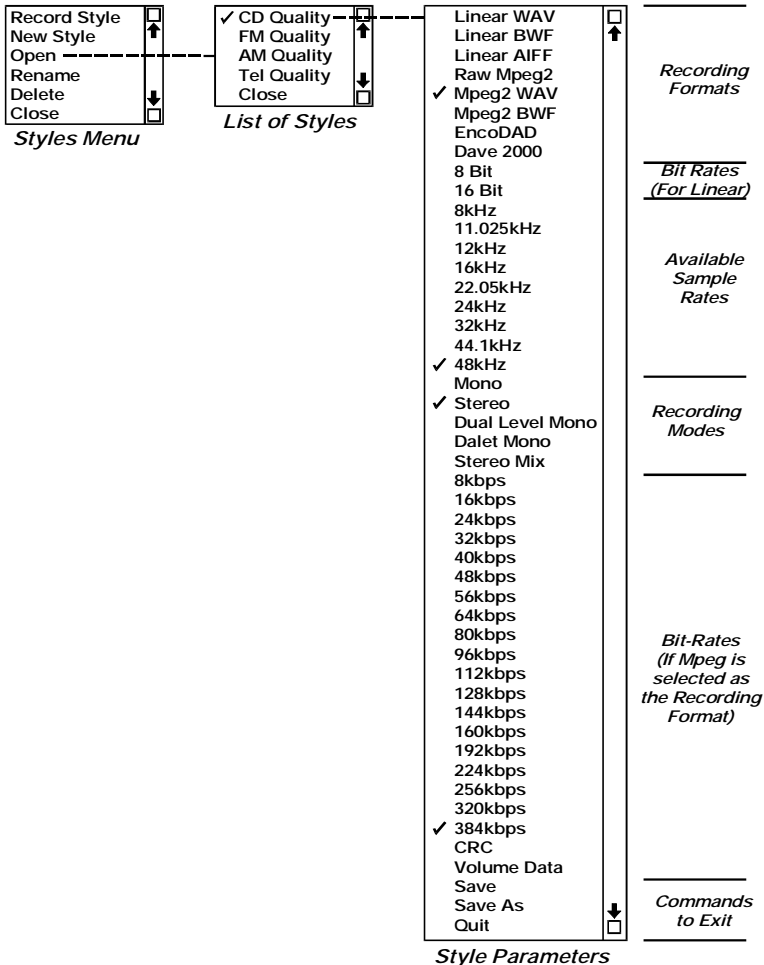 Record Style
New Style
Open
Rename
Delete
Close
Styles Menu
✓ CD Quality
FM Quality
AM Quality
Tel Quality
Close
List of Styles
Linear WAV
Linear BWF
Linear AIFF
Raw Mpeg2
✓ Mpeg2 WAV
Mpeg2 BWF
EncoDAD
Dave 2000
8 Bit
16 Bit
8kHz
11.025kHz
12kHz
16kHz
22.05kHz
24kHz
32kHz
44.1kHz
✓ 48kHz
Mono
✓ Stereo
Dual Level Mono
Dalet Mono
Stereo Mix
8kbps
16kbps
24kbps
32kbps
40kbps
48kbps
56kbps
64kbps
80kbps
96kbps
112kbps
128kbps
144kbps
160kbps
192kbps
224kbps
256kbps
320kbps
✓ 384kbps
CRC
Volume Data
Save
Save As
Quit
Style Parameters
Recording
Formats
Bit Rates
(For Linear)
Available
Sample
Rates
Recording
Modes
Bit-Rates
(If Mpeg is
selected as
the Recording
Format)
Commands
to Exit